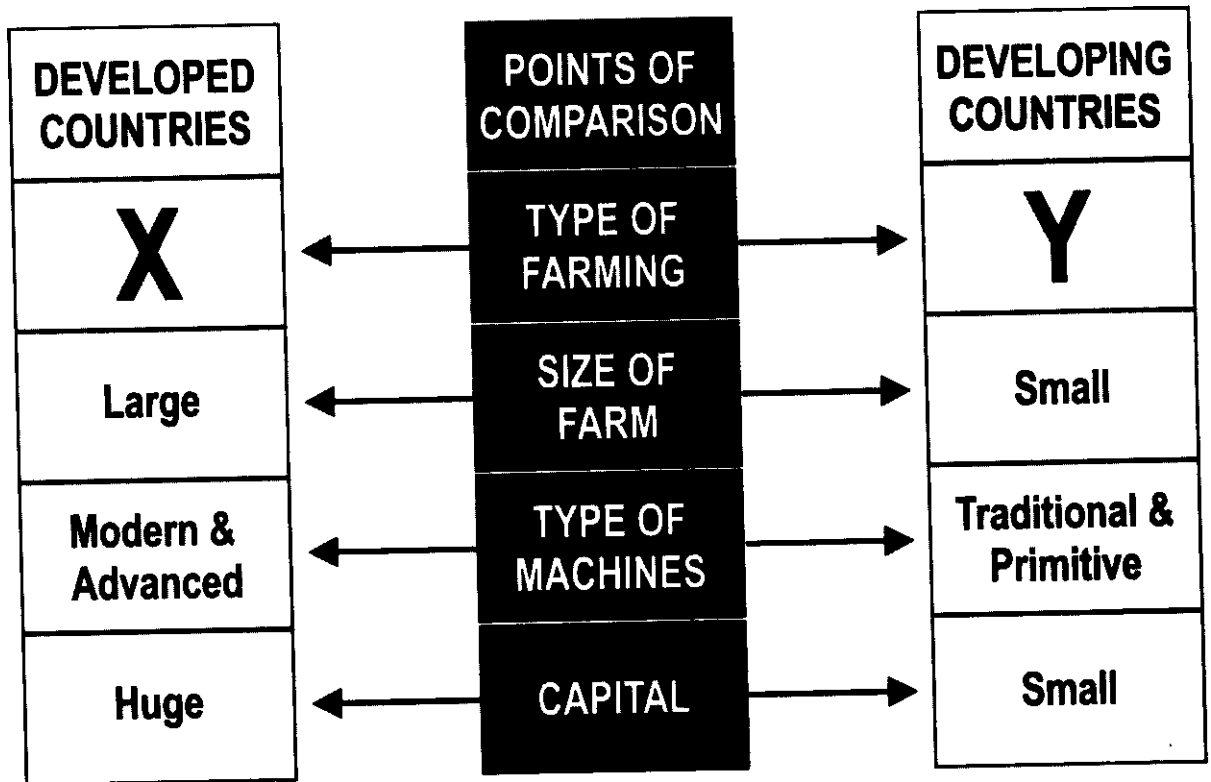 DEVELOPED
COUNTRIES
POINTS OF
COMPARISON
DEVELOPING
COUNTRIES
X
TYPE OF
FARMING
Y
Large
SIZE OF
FARM
Small
Modern &
Advanced
TYPE OF
MACHINES
Traditional &
Primitive
Huge
CAPITAL
Small